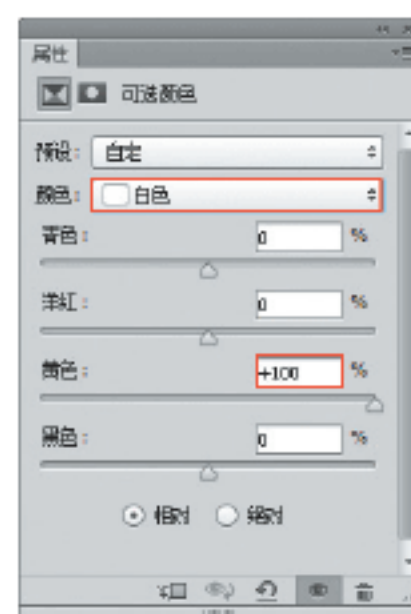 属性
可选颜色
预设： 自定
颜色： 白色
青色： 0 %
洋红： 0 %
黄色： +100 %
黑色： 0 %
相对 绝对